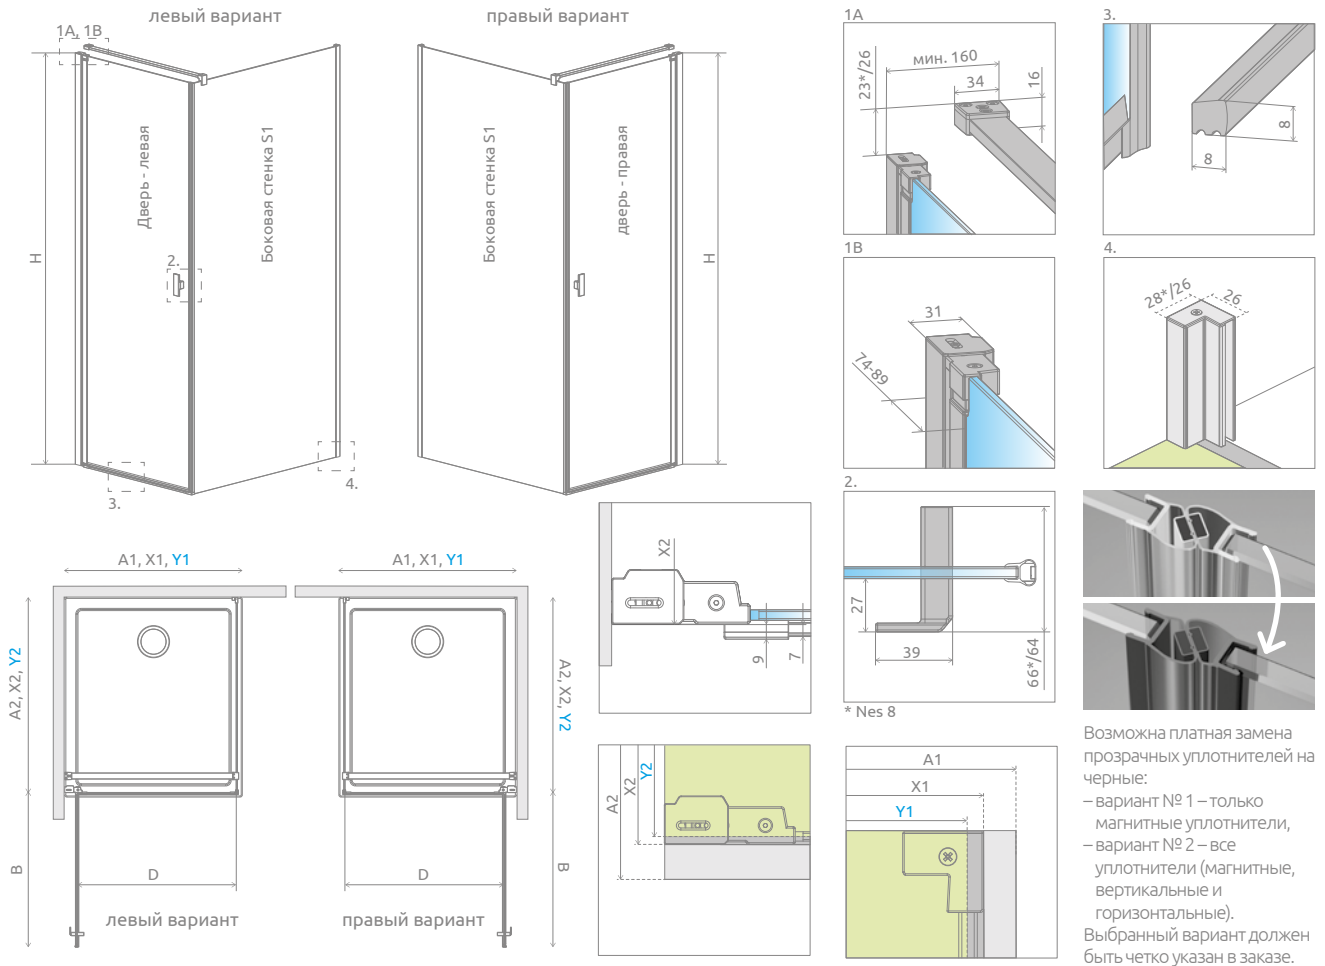 левый вариант
правый вариант
1A, 1B
H
Дверь - левая
Боковая стенка S1
2.
3.
4.
Боковая стенка S1
дверь - правая
H
1A
23*/26
мин. 160
34
16
3.
8
8
1B
31
74-89
4.
28*/26
26
A1, X1, Y1
A2, X2, Y2
B
D
левый вариант
A1, X1, Y1
A2, X2, Y2
B
D
правый вариант
X2
9
7
2.
27
39
66*/64
* Nes 8
A2
X2
Y2
A1
X1
Y1
Возможна платная замена
прозрачных уплотнителей на
черные:
– вариант № 1 – только
магнитные уплотнители,
– вариант № 2 – все
уплотнители (магнитные,
вертикальные и
горизонтальные).
Выбранный вариант должен
быть четко указан в заказе.